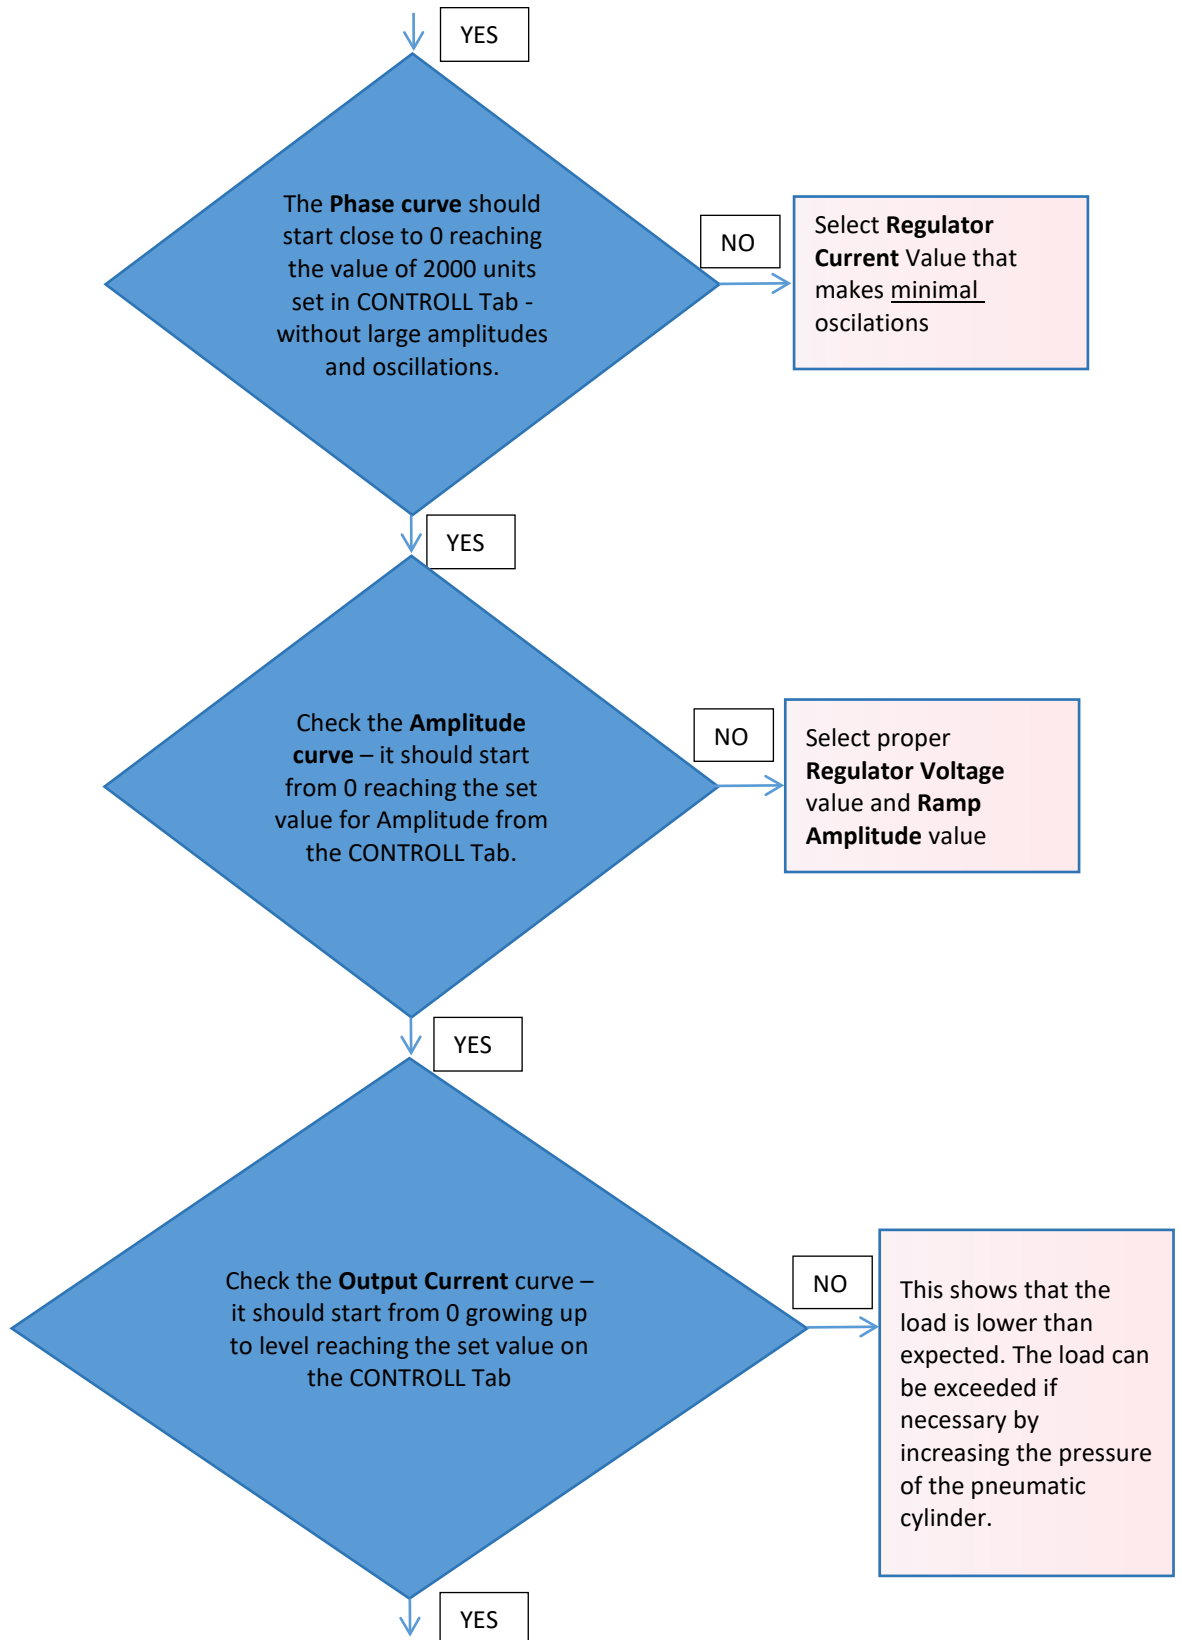 YES
The Phase curve should
start close to 0 reaching
the value of 2000 units
set in CONTROLL Tab -
without large amplitudes
and oscillations.
NO
Select Regulator
Current Value that
makes minimal
oscilations
YES
Check the Amplitude
curve – it should start
from 0 reaching the set
value for Amplitude from
the CONTROLL Tab.
NO
Select proper
Regulator Voltage
value and Ramp
Amplitude value
YES
Check the Output Current curve –
it should start from 0 growing up
to level reaching the set value on
the CONTROLL Tab
NO
This shows that the
load is lower than
expected. The load can
be exceeded if
necessary by
increasing the pressure
of the pneumatic
cylinder.
YES